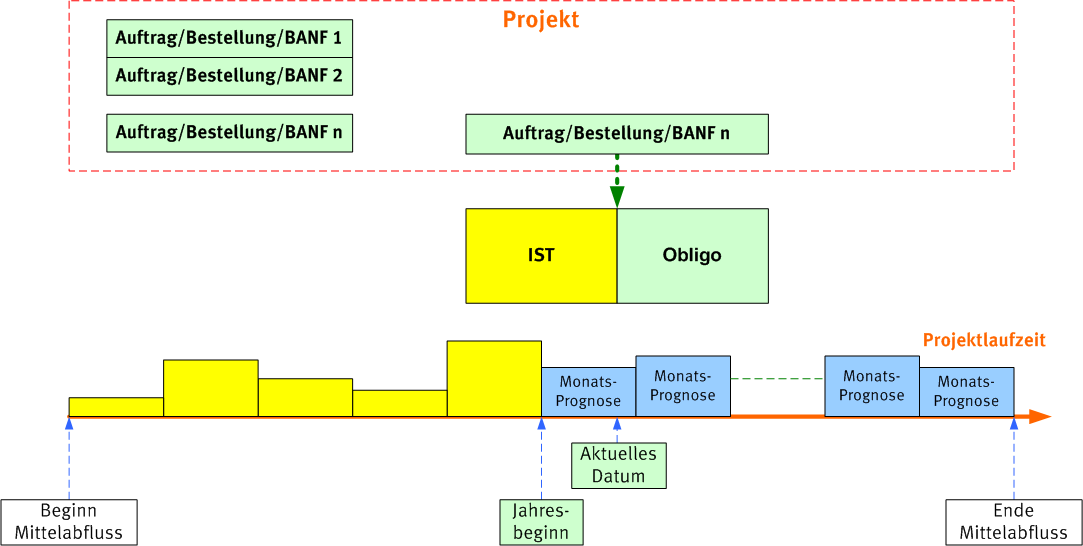 Projekt
Auftrag/Bestellung/BANF 1
Auftrag/Bestellung/BANF 2
Auftrag/Bestellung/BANF n
Auftrag/Bestellung/BANF n
IST
Obligo
Projektlaufzeit
Monats-
Prognose
Monats-
Prognose
Monats-
Prognose
Monats-
Prognose
Aktuelles
Datum
Beginn
Mittelabfluss
Jahres-
beginn
Ende
Mittelabfluss